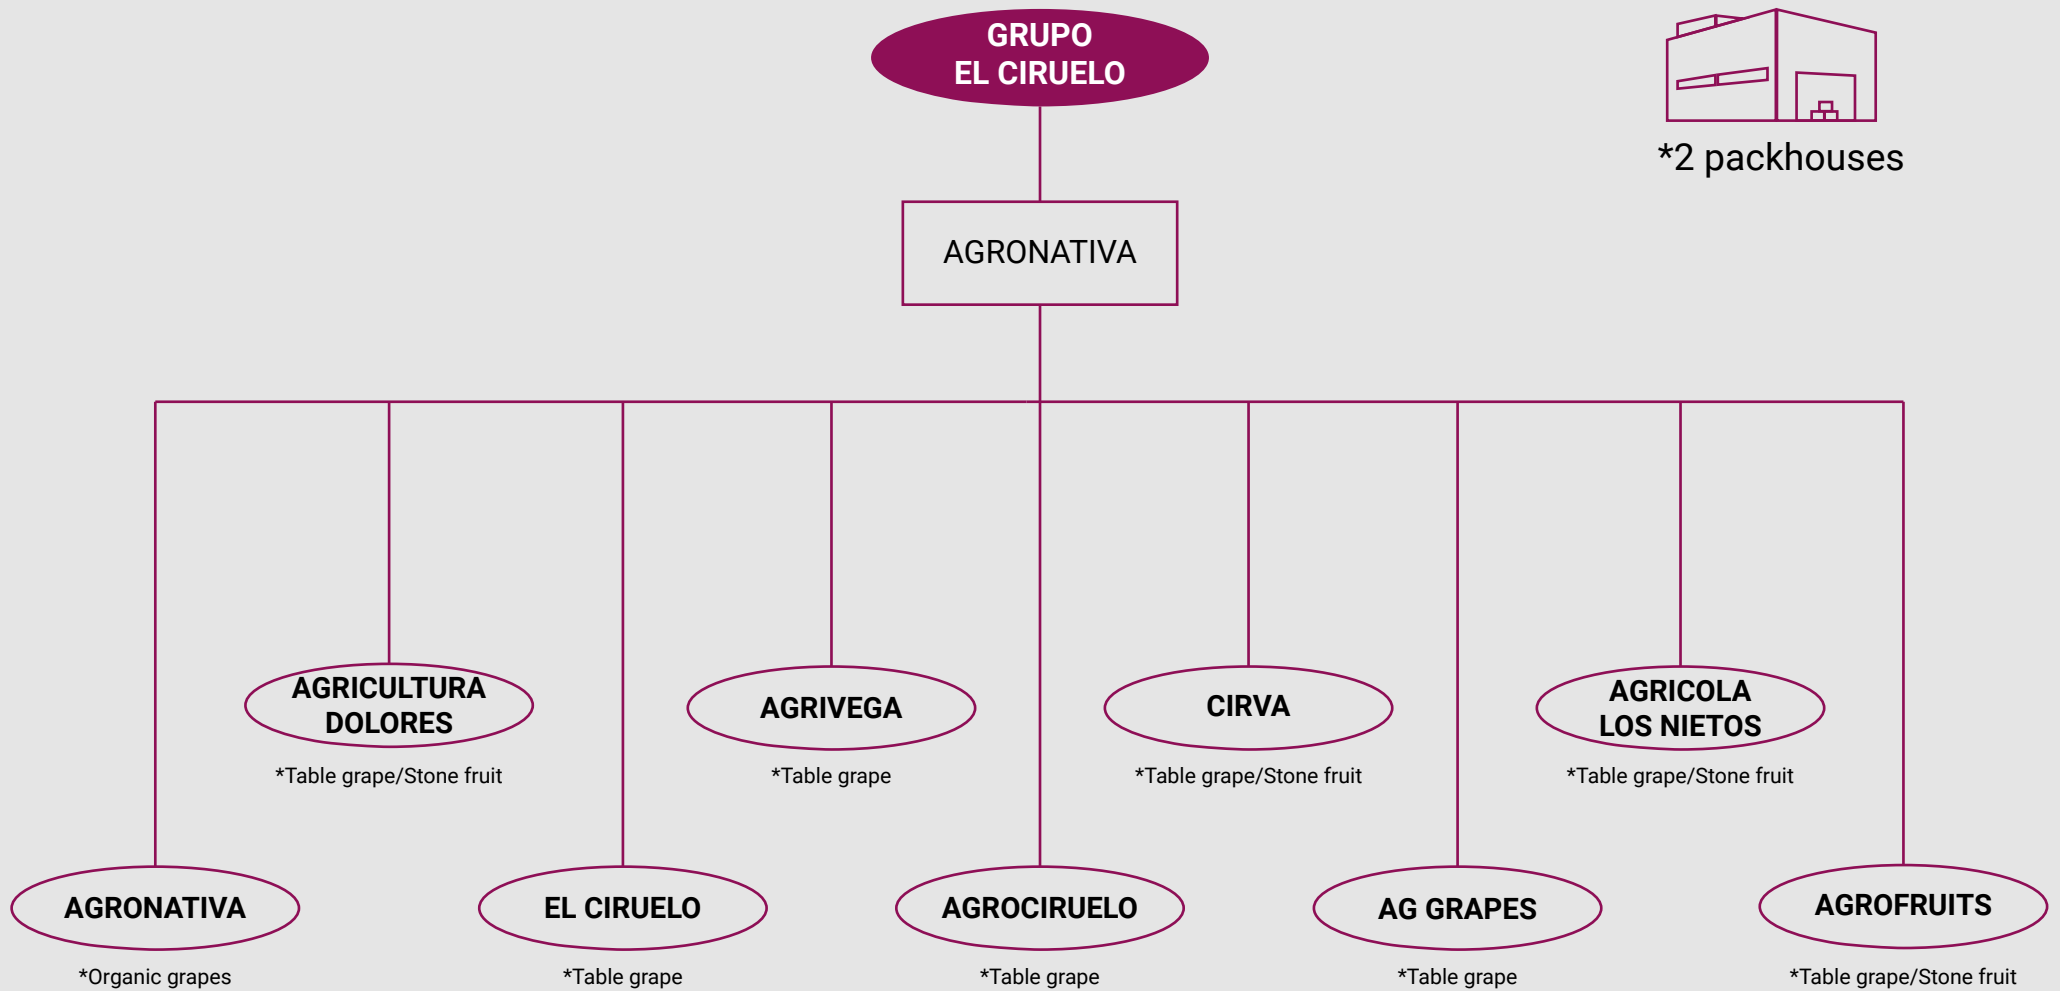 GRUPO
EL CIRUELO
*2 packhouses
AGRONATIVA
AGRICULTURA
DOLORES
*Table grape/Stone fruit
AGRIVEGA
*Table grape
CIRVA
*Table grape/Stone fruit
AGRICOLA
LOS NIETOS
*Table grape/Stone fruit
AGRONATIVA
*Organic grapes
EL CIRUELO
*Table grape
AGROCIRUELO
*Table grape
AG GRAPES
*Table grape
AGROFRUITS
*Table grape/Stone fruit